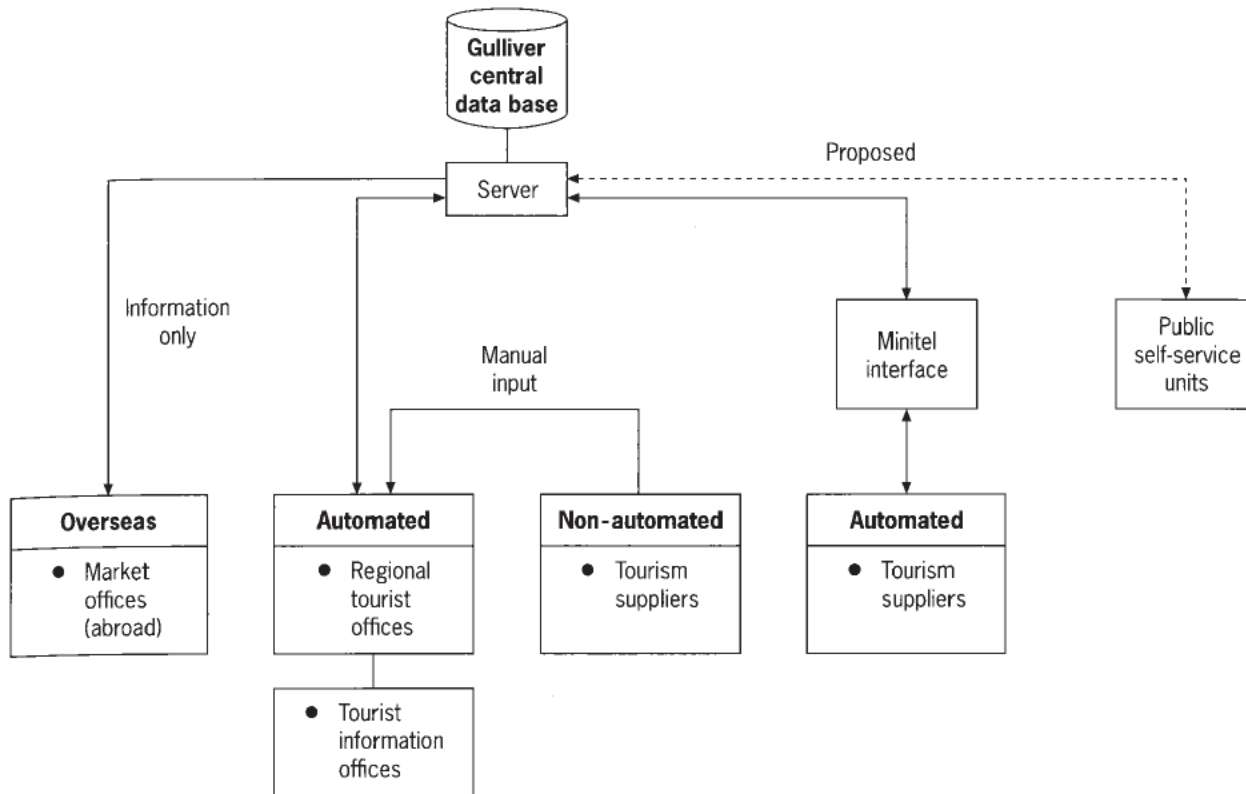 Gulliver
central
data base
Proposed
Server
Information
only
Manual
input
Minitel
interface
Public
self-service
units
Overseas
● Market
offices
(abroad)
Automated
● Regional
tourist
offices
Non-automated
● Tourism
suppliers
Automated
● Tourism
suppliers
● Tourist
information
offices